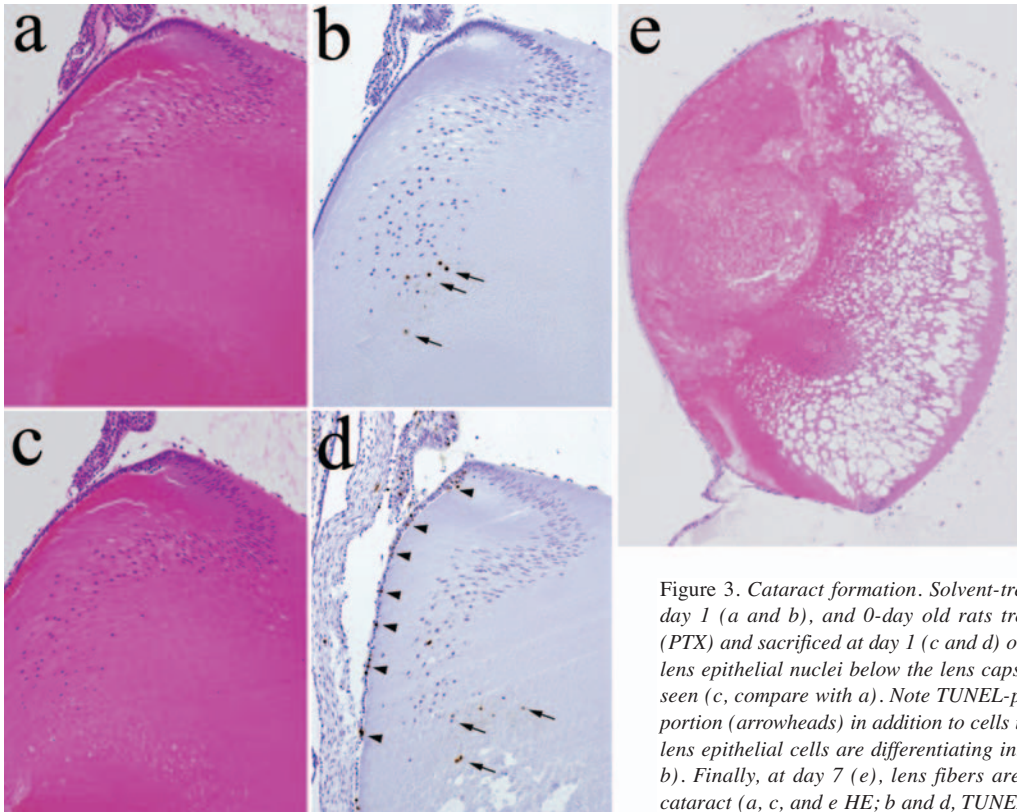 a
b
e
c
d
Figure 3. Cataract formation. Solvent-tre
day 1 (a and b), and 0-day old rats tre
(PTX) and sacrificed at day 1 (c and d) o
lens epithelial nuclei below the lens caps
seen (c, compare with a). Note TUNEL-p
portion (arrowheads) in addition to cells i
lens epithelial cells are differentiating in
b). Finally, at day 7 (e), lens fibers are
cataract (a, c, and e HE; b and d, TUNE